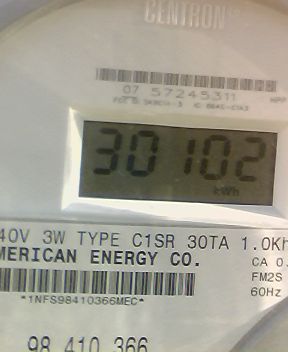 CENTRON
07 57245311
30102
kWh
40V 3W TYPE C1SR 30TA 1.0Kh
MERICAN ENERGY CO.
CA 0.
FM2S
60Hz
*1NFS98410366MEC*
98 410 366